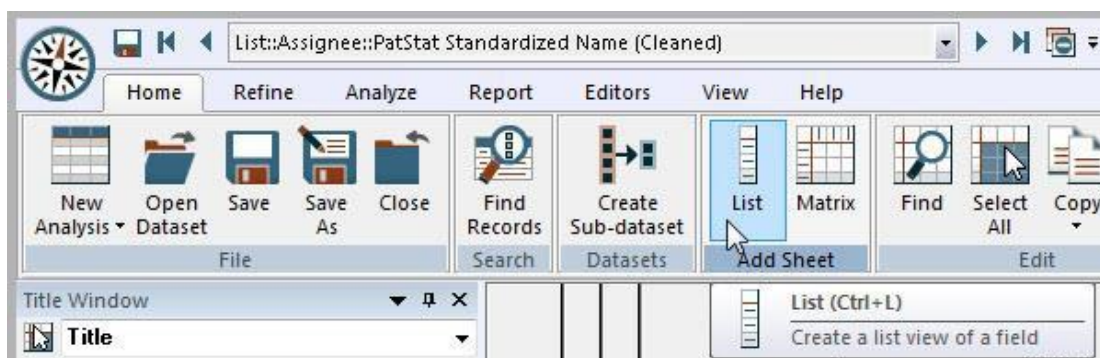 List::Assignee::PatStat Standardized Name (Cleaned)
Home Refine Analyze Report Editors View Help
New Analysis
Open Dataset
Save
Save As
Close
Find Records
Create Sub-dataset
List
Matrix
Find
Select All
Copy
File Search Datasets Add Sheet Edit
Title Window
Title
List (Ctrl+L)
Create a list view of a field